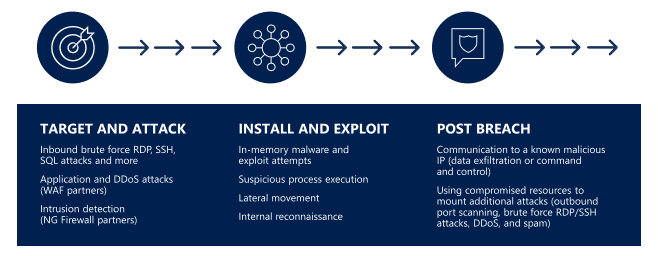 TARGET AND ATTACK
Inbound brute force RDP, SSH,
SQL attacks and more
Application and DDoS attacks
(WAF partners)
Intrusion detection
(NG Firewall partners)
INSTALL AND EXPLOIT
In-memory malware and
exploit attempts
Suspicious process execution
Lateral movement
Internal reconnaissance
POST BREACH
Communication to a known malicious
IP (data exfiltration or command
and control)
Using compromised resources to
mount additional attacks (outbound
port scanning, brute force RDP/SSH
attacks, DDoS, and spam)